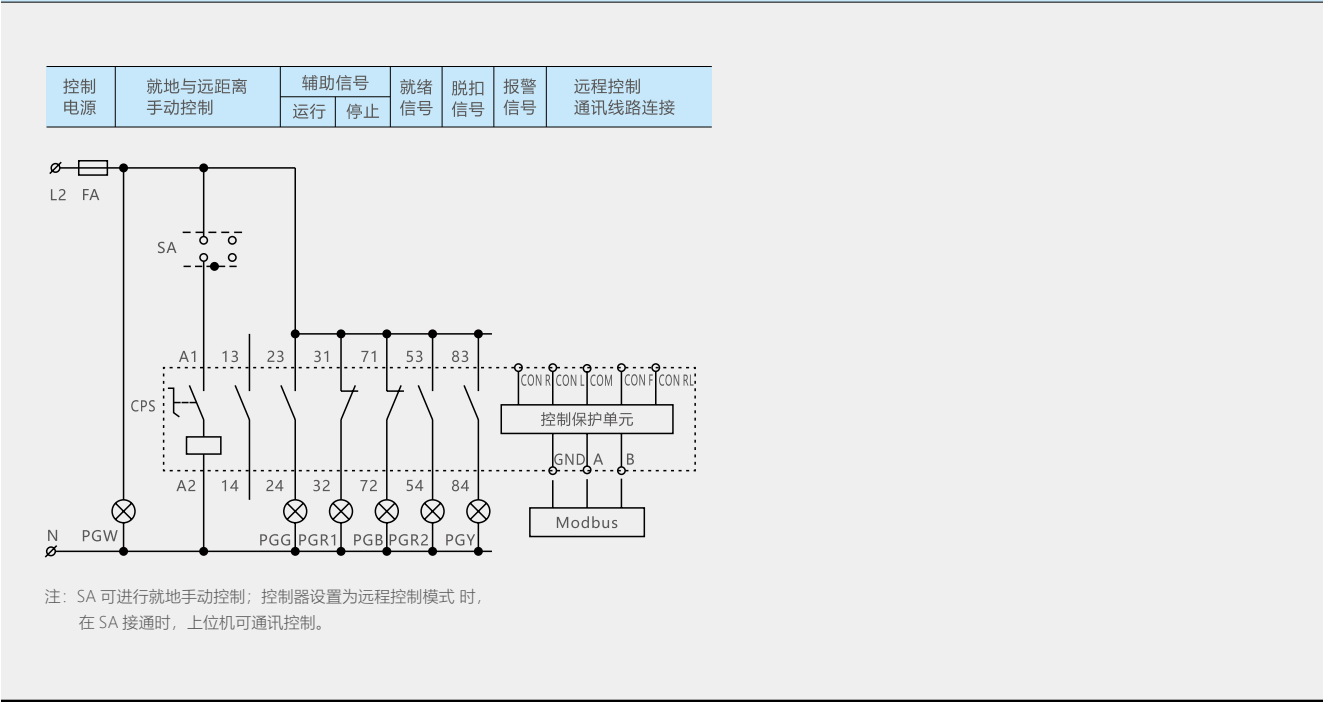 控制
电源
就地与远距离
手动控制
辅助信号
运行
停止
就绪
信号
脱扣
信号
报警
信号
远程控制
通讯线路连接
L2 FA
SA
A1 13 23 31 71 53 83
CON R CON L COM CON F CON RL
CPS
控制保护单元
GND A B
A2 14 24 32 72 54 84
Modbus
N PGW PGG PGR1 PGB PGR2 PGY
注：SA 可进行就地手动控制；控制器设置为远程控制模式 时，
在 SA 接通时，上位机可通讯控制。